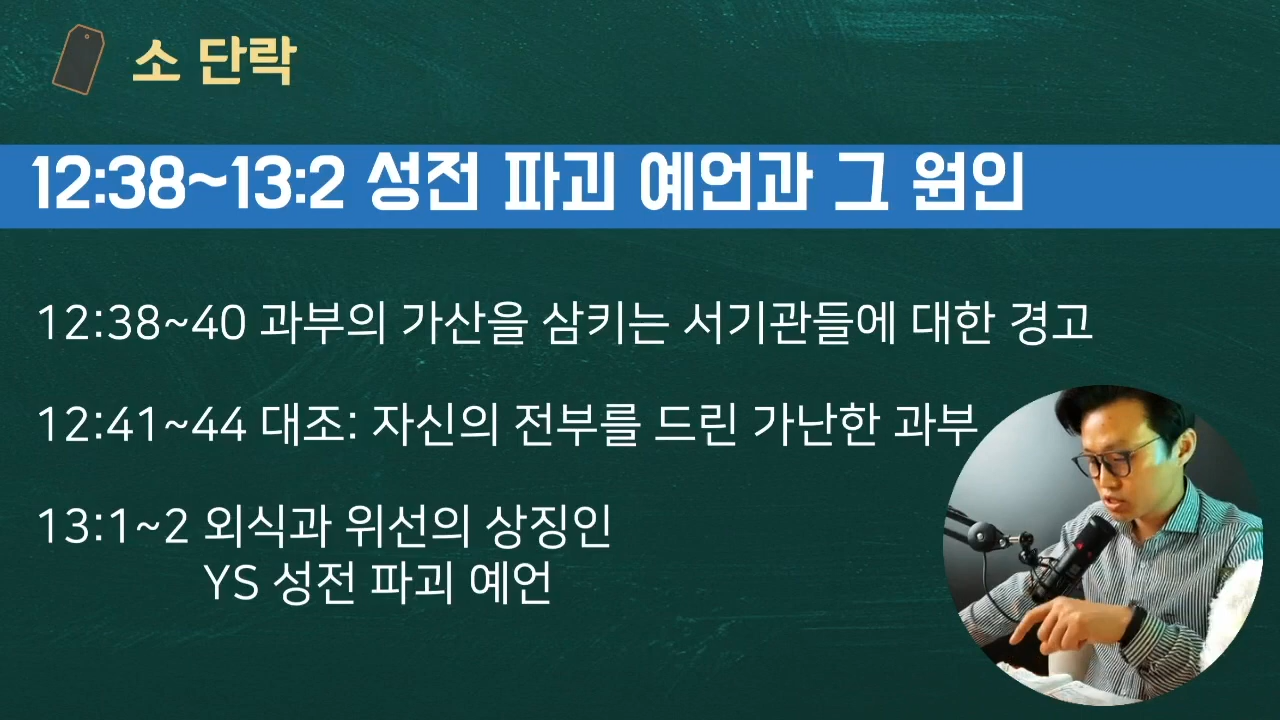 소 단락
12:38~13:2 성전 파괴 예언과 그 원인
12:38~40 과부의 가산을 삼키는 서기관들에 대한 경고
12:41~44 대조: 자신의 전부를 드린 가난한 과부
13:1~2 외식과 위선의 상징인
YS 성전 파괴 예언